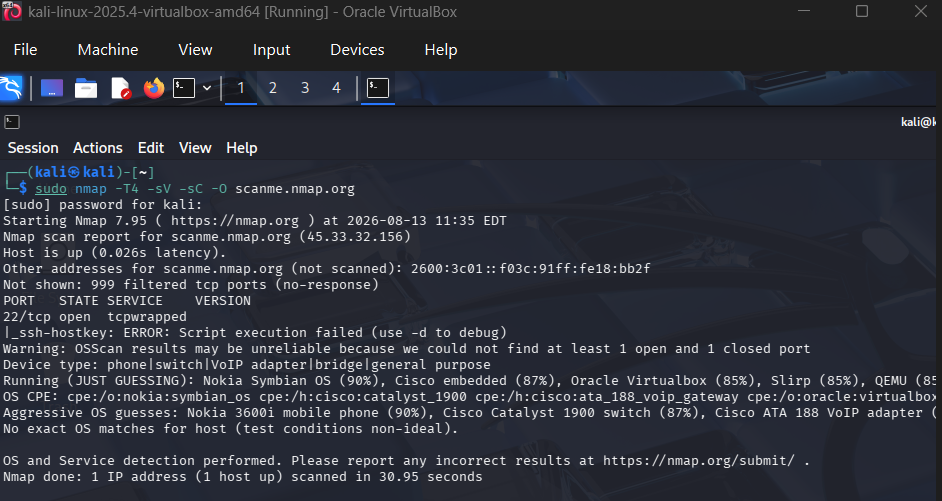 kali-linux-2025.4-virtualbox-amd64 [Running] - Oracle VirtualBox
File Machine View Input Devices Help
1 2 3 4
kali@k
Session Actions Edit View Help
┌──(kali㉿kali)-[~]
└─$ sudo nmap -T4 -sV -sC -O scanme.nmap.org
[sudo] password for kali:
Starting Nmap 7.95 ( https://nmap.org ) at 2026-08-13 11:35 EDT
Nmap scan report for scanme.nmap.org (45.33.32.156)
Host is up (0.026s latency).
Other addresses for scanme.nmap.org (not scanned): 2600:3c01::f03c:91ff:fe18:bb2f
Not shown: 999 filtered tcp ports (no-response)
PORT   STATE SERVICE    VERSION
22/tcp open  tcpwrapped
|_ssh-hostkey: ERROR: Script execution failed (use -d to debug)
Warning: OSScan results may be unreliable because we could not find at least 1 open and 1 closed port
Device type: phone|switch|VoIP adapter|bridge|general purpose
Running (JUST GUESSING): Nokia Symbian OS (90%), Cisco embedded (87%), Oracle Virtualbox (85%), Slirp (85%), QEMU (85
OS CPE: cpe:/o:nokia:symbian_os cpe:/h:cisco:catalyst_1900 cpe:/h:cisco:ata_188_voip_gateway cpe:/o:oracle:virtualbox
Aggressive OS guesses: Nokia 3600i mobile phone (90%), Cisco Catalyst 1900 switch (87%), Cisco ATA 188 VoIP adapter (
No exact OS matches for host (test conditions non-ideal).
OS and Service detection performed. Please report any incorrect results at https://nmap.org/submit/ .
Nmap done: 1 IP address (1 host up) scanned in 30.95 seconds